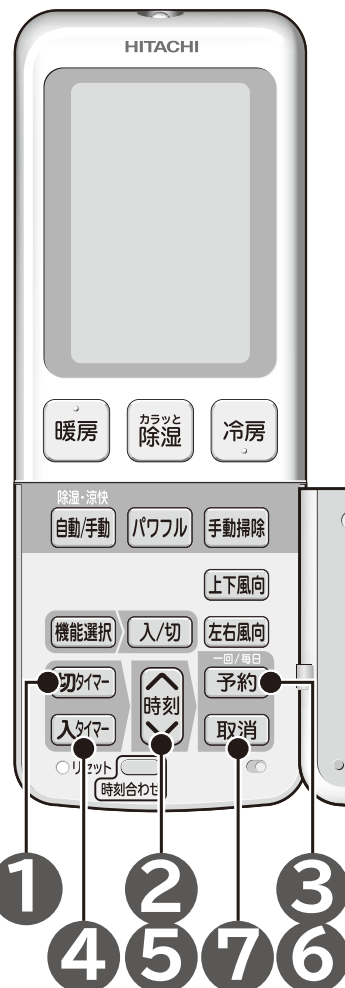 HITACHI
暖房
カラッと
除湿
冷房
除湿・涼快
自動/手動 パワフル 手動掃除
上下風向
機能選択 入/切 左右風向
一回/毎日
切タイマー 時刻 予約
入タイマー 取消
リセット
時刻合わせ
1 2 3
4 5 7 6